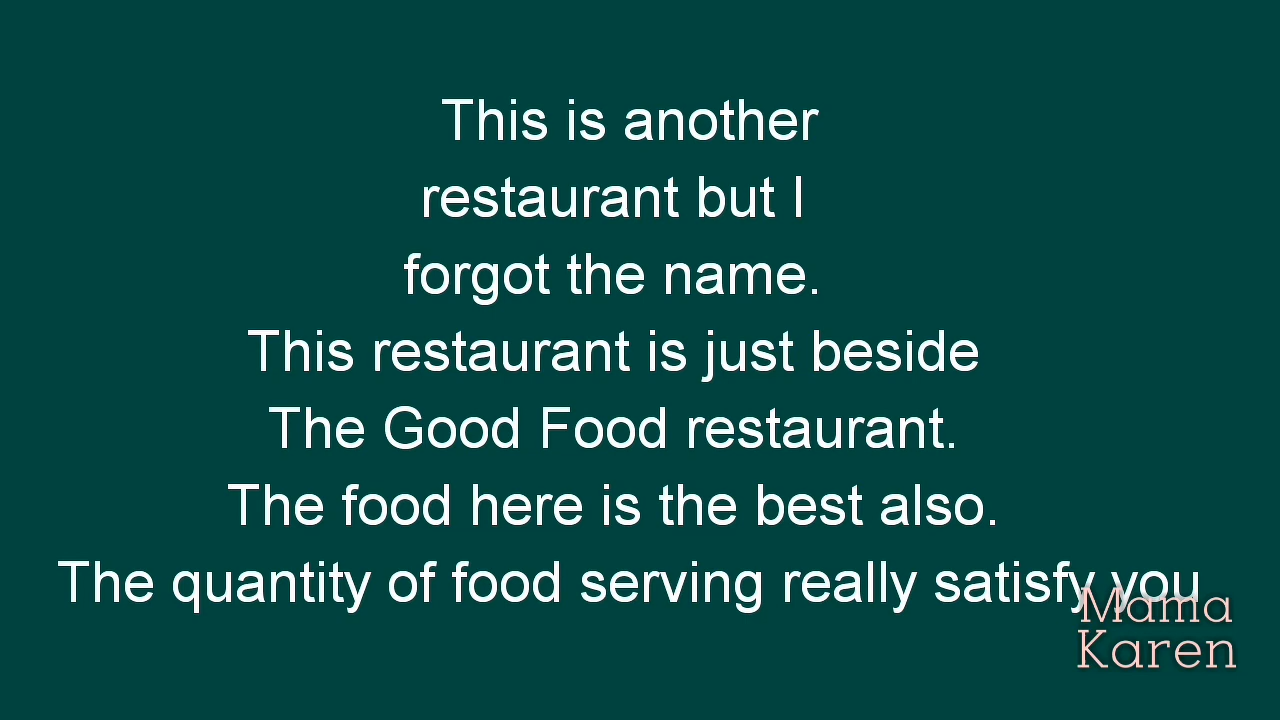 This is another
restaurant but I
forgot the name.
This restaurant is just beside
The Good Food restaurant.
The food here is the best also.
The quantity of food serving really satisfy you
Mama
Karen